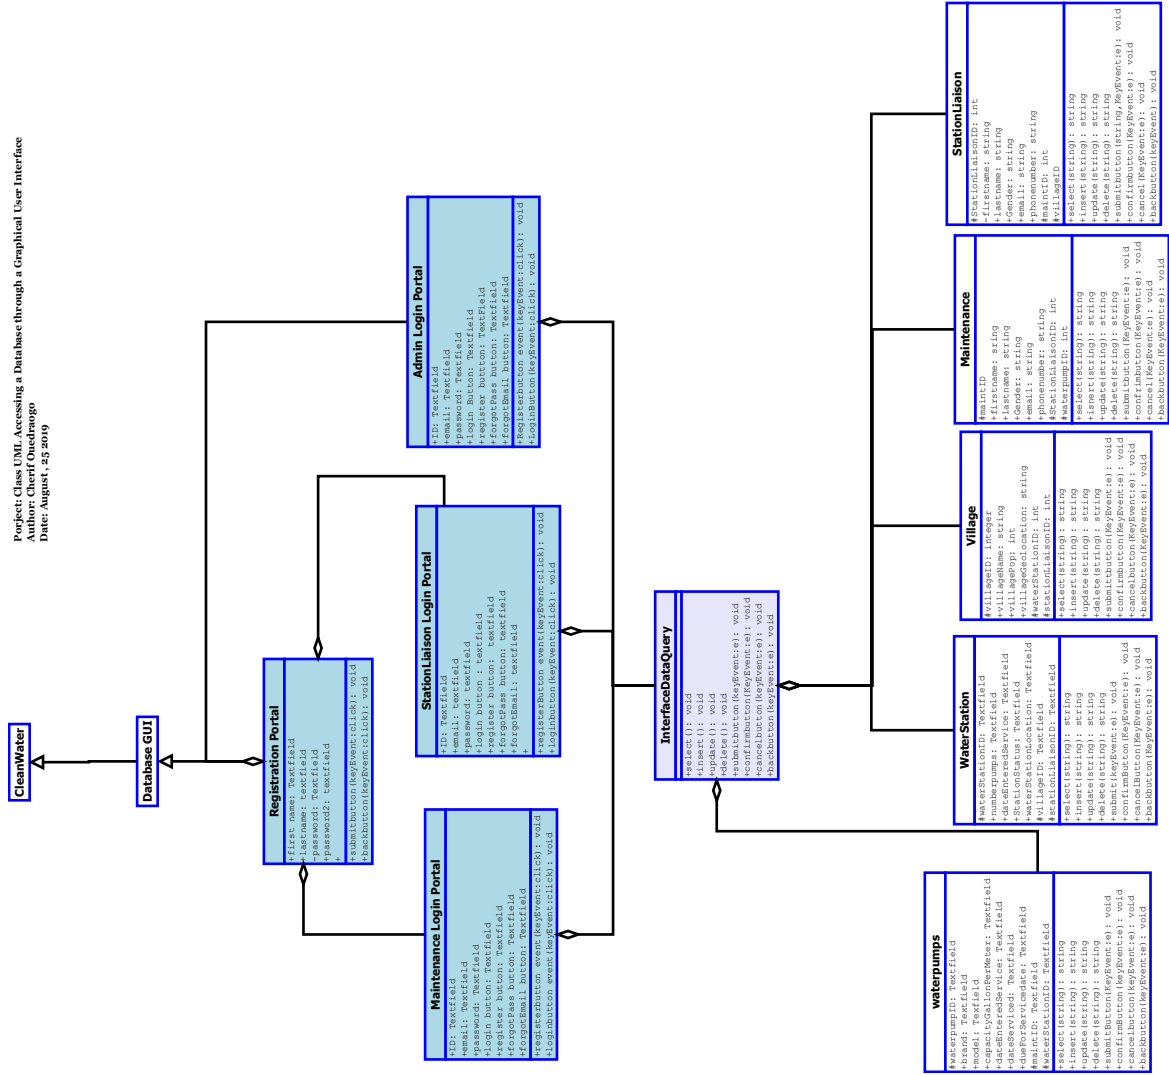 Porject: Class UML Accessing a Database through a Graphical User Interface
Author: Cherif Ouedraogo
Date: August , 25 2019
CleanWater
Database GUI
Registration Portal
+first name: Textfield
+lastname: textfield
-password: Textfield
+password2: textfield
+
+submitbutton(keyEvent:click): void
+backbutton(keyEvent:click): void
Maintenance Login Portal
+ID: Textfield
+email: Textfield
+password: Textfield
+login button: Textfield
+register button: Textfield
+forgotPass button: Textfield
+forgotEmail button: Textfield
+registerbutton event(keyEvent:click): void
+loginbutton event(keyEvent:click): void
StationLiaison Login Portal
+ID: Textfield
+email: textfield
+password: textfield
+login button : textfield
+register button:  textfield
+forgotPass button: textfield
+forgotEmail: textfield
+
+registerbutton event(keyEvent:click): void
+loginbutton(keyEvent:click): void
Admin Login Portal
+ID: Textfield
+email: Textfield
+password: Textfield
+login Button: Textfield
+register buttton: TextField
+forgotPass button: Textfield
+forgotEmail button: Textfield
+Registerbutton event(keyEvent:click): void
+LoginButton(keyEvent:click): void
InterfaceDataQuery
+select(): void
+insert(): void
+update(): void
+delete(): void
+submitbutton(keyEvent:e): void
+confirmbutton(KeyEvent:e): void
+cancelbutton(keyEvent:e): void
+backbutton(keyEvent:e): void
waterpumps
#waterpumpID: Textfield
+brand: Textfield
+model: Texfield
+capacityGallonPerMeter: Textfield
+dateEnteredService: Textfield
+dateServiced: Textfield
+dueForServicedate: Textfield
#maintID: Textfield
#waterStationID: Textfield
+select(string): string
+insert(string): string
+update(string): string
+delete(string): string
+submitButton(KeyEvent:e): void
+confirmButton(keyEvent:e): void
+cancelbutton(keyEvent:e): void
+backbutton(keyEvent:e): void
WaterStation
#waterStationID: Textfield
+numberpumps: Textfield
+dateEnteredService: Textfield
+StationStatus: Textfield
+waterStationLocation: Textfield
#villageID: Textfield
#stationLiaisonID: Textfield
+select(string): string
+insert(string): string
+update(string): string
+delete(string): string
+submit(keyEvent:e): void
+confirmButton(KeyEvent:e): void
+cancelButton(KeyEvent:e): void
+backbutton(KeyEvent:e): void
Village
#villageID: integer
+villageName: string
+villagePop: int
+villageGeolocation: string
#waterStationID: int
#stationLiaisonID: int
+select(string): string
+insert(string): string
+update(string): string
+delete(string): string
+submittbutton(KeyEvent:e): void
+confirmbutton(KeyEvent:e): void
+cancelbutton(KeyEvent:e): void
+backbutton(KeyEvent:e): void
Maintenance
#maintID
+firstname: sring
+lastname: string
+Gender: string
+email: string
+phonenumber: string
#StationLiaisonID: int
#waterpumpID: int
+select(string): string
+isnert(string): string
+update(string): string
+delete(string): string
+submitbutton(KeyEvent:e): void
+confrimbutton(KeyEvent:e): void
+cancel(KeyEvent:e): void
+backbutton(KeyEvent:e): void
StationLiaison
#StationLiaisonID: int
-firstname: string
+lastname: string
+Gender: string
+email: string
+phonenumber: string
#maintID: int
#villageID
+select(string): string
+insert(string): string
+update(string): string
+delete(string): string
+submitbutton(string,KeyEvent:e): void
+confirmbutton(KeyEvent:e): void
+cancel(KeyEvent:e): void
+backbutton(keyEvent): void